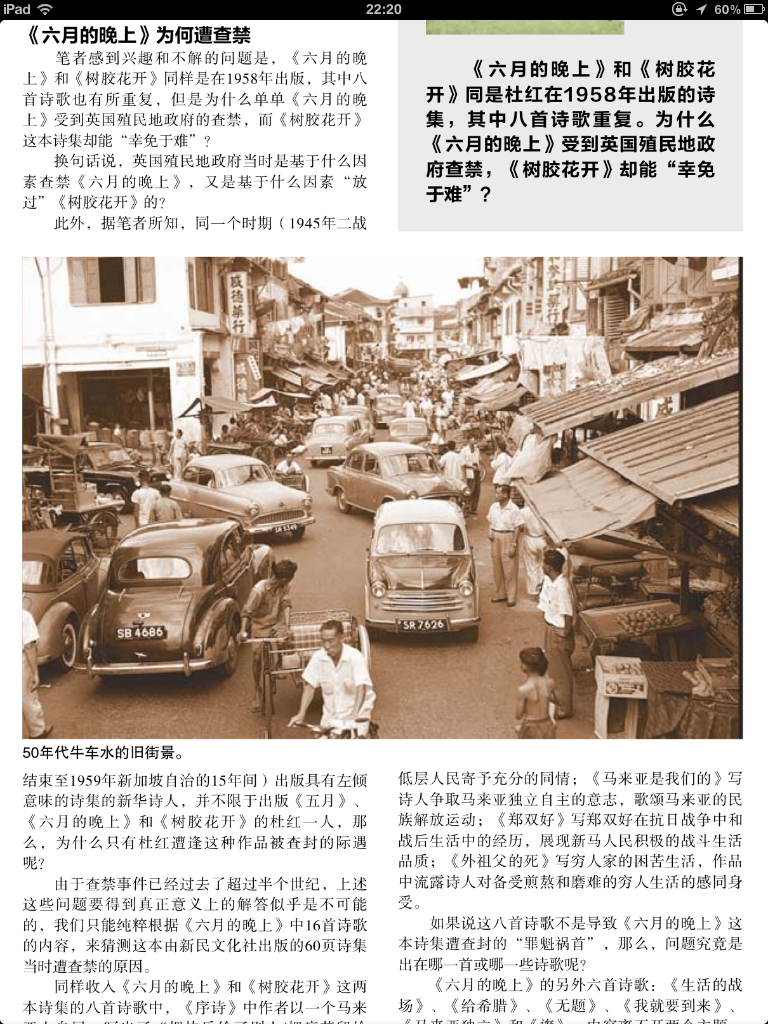 iPad
22:20
60%
《六月的晚上》为何遭查禁
笔者感到兴趣和不解的问题是，《六月的晚
上》和《树胶花开》同样是在1958年出版，其中八
首诗歌也有所重复，但是为什么单单《六月的晚
上》受到英国殖民地政府的查禁，而《树胶花开》
这本诗集却能“幸免于难”？
换句话说，英国殖民地政府当时是基于什么因
素查禁《六月的晚上》，又是基于什么因素“放
过”《树胶花开》的？
此外，据笔者所知，同一个时期（1945年二战
《六月的晚上》和《树胶花
开》同是杜红在1958年出版的诗
集，其中八首诗歌重复。为什么
《六月的晚上》受到英国殖民地政
府查禁，《树胶花开》却能“幸免
于难”？
威德藥行
SB 4686
SR 7626
50年代牛车水的旧街景。
结束至1959年新加坡自治的15年间）出版具有左倾
意味的诗集的新华诗人，并不限于出版《五月》、
《六月的晚上》和《树胶花开》的杜红一人，那
么，为什么只有杜红遭逢这种作品被查封的际遇
呢？
由于查禁事件已经过去了超过半个世纪，上述
这些问题要得到真正意义上的解答似乎是不可能
的，我们只能纯粹根据《六月的晚上》中16首诗歌
的内容，来猜测这本由新民文化社出版的60页诗集
当时遭查禁的原因。
同样收入《六月的晚上》和《树胶花开》这两
本诗集的八首诗歌中，《序诗》中作者以一个马来
低层人民寄予充分的同情；《马来亚是我们的》写
诗人争取马来亚独立自主的意志，歌颂马来亚的民
族解放运动；《郑双好》写郑双好在抗日战争中和
战后生活中的经历，展现新马人民积极的战斗生活
品质；《外祖父的死》写穷人家的困苦生活，作品
中流露诗人对备受煎熬和磨难的穷人生活的感同身
受。
如果说这八首诗歌不是导致《六月的晚上》这
本诗集遭查封的“罪魁祸首”，那么，问题究竟是
出在哪一首或哪一些诗歌呢？
《六月的晚上》的另外六首诗歌：《生活的战
场》、《给希腊》、《无题》、《我就要到来》、